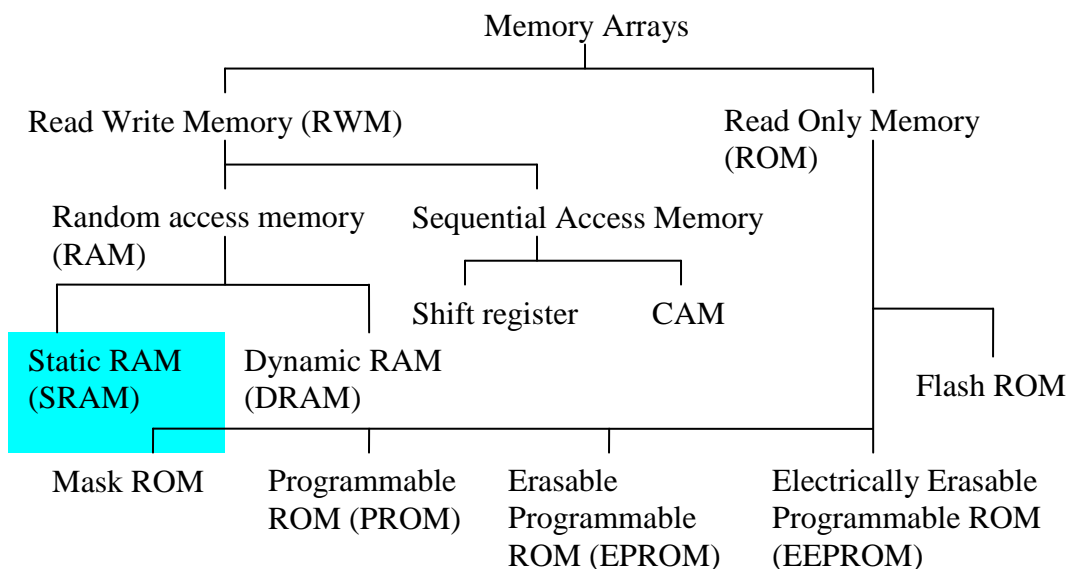 Memory Arrays
Read Write Memory (RWM)
Read Only Memory
(ROM)
Random access memory
(RAM)
Sequential Access Memory
Shift register
CAM
Static RAM
(SRAM)
Dynamic RAM
(DRAM)
Flash ROM
Mask ROM
Programmable
ROM (PROM)
Erasable
Programmable
ROM (EPROM)
Electrically Erasable
Programmable ROM
(EEPROM)